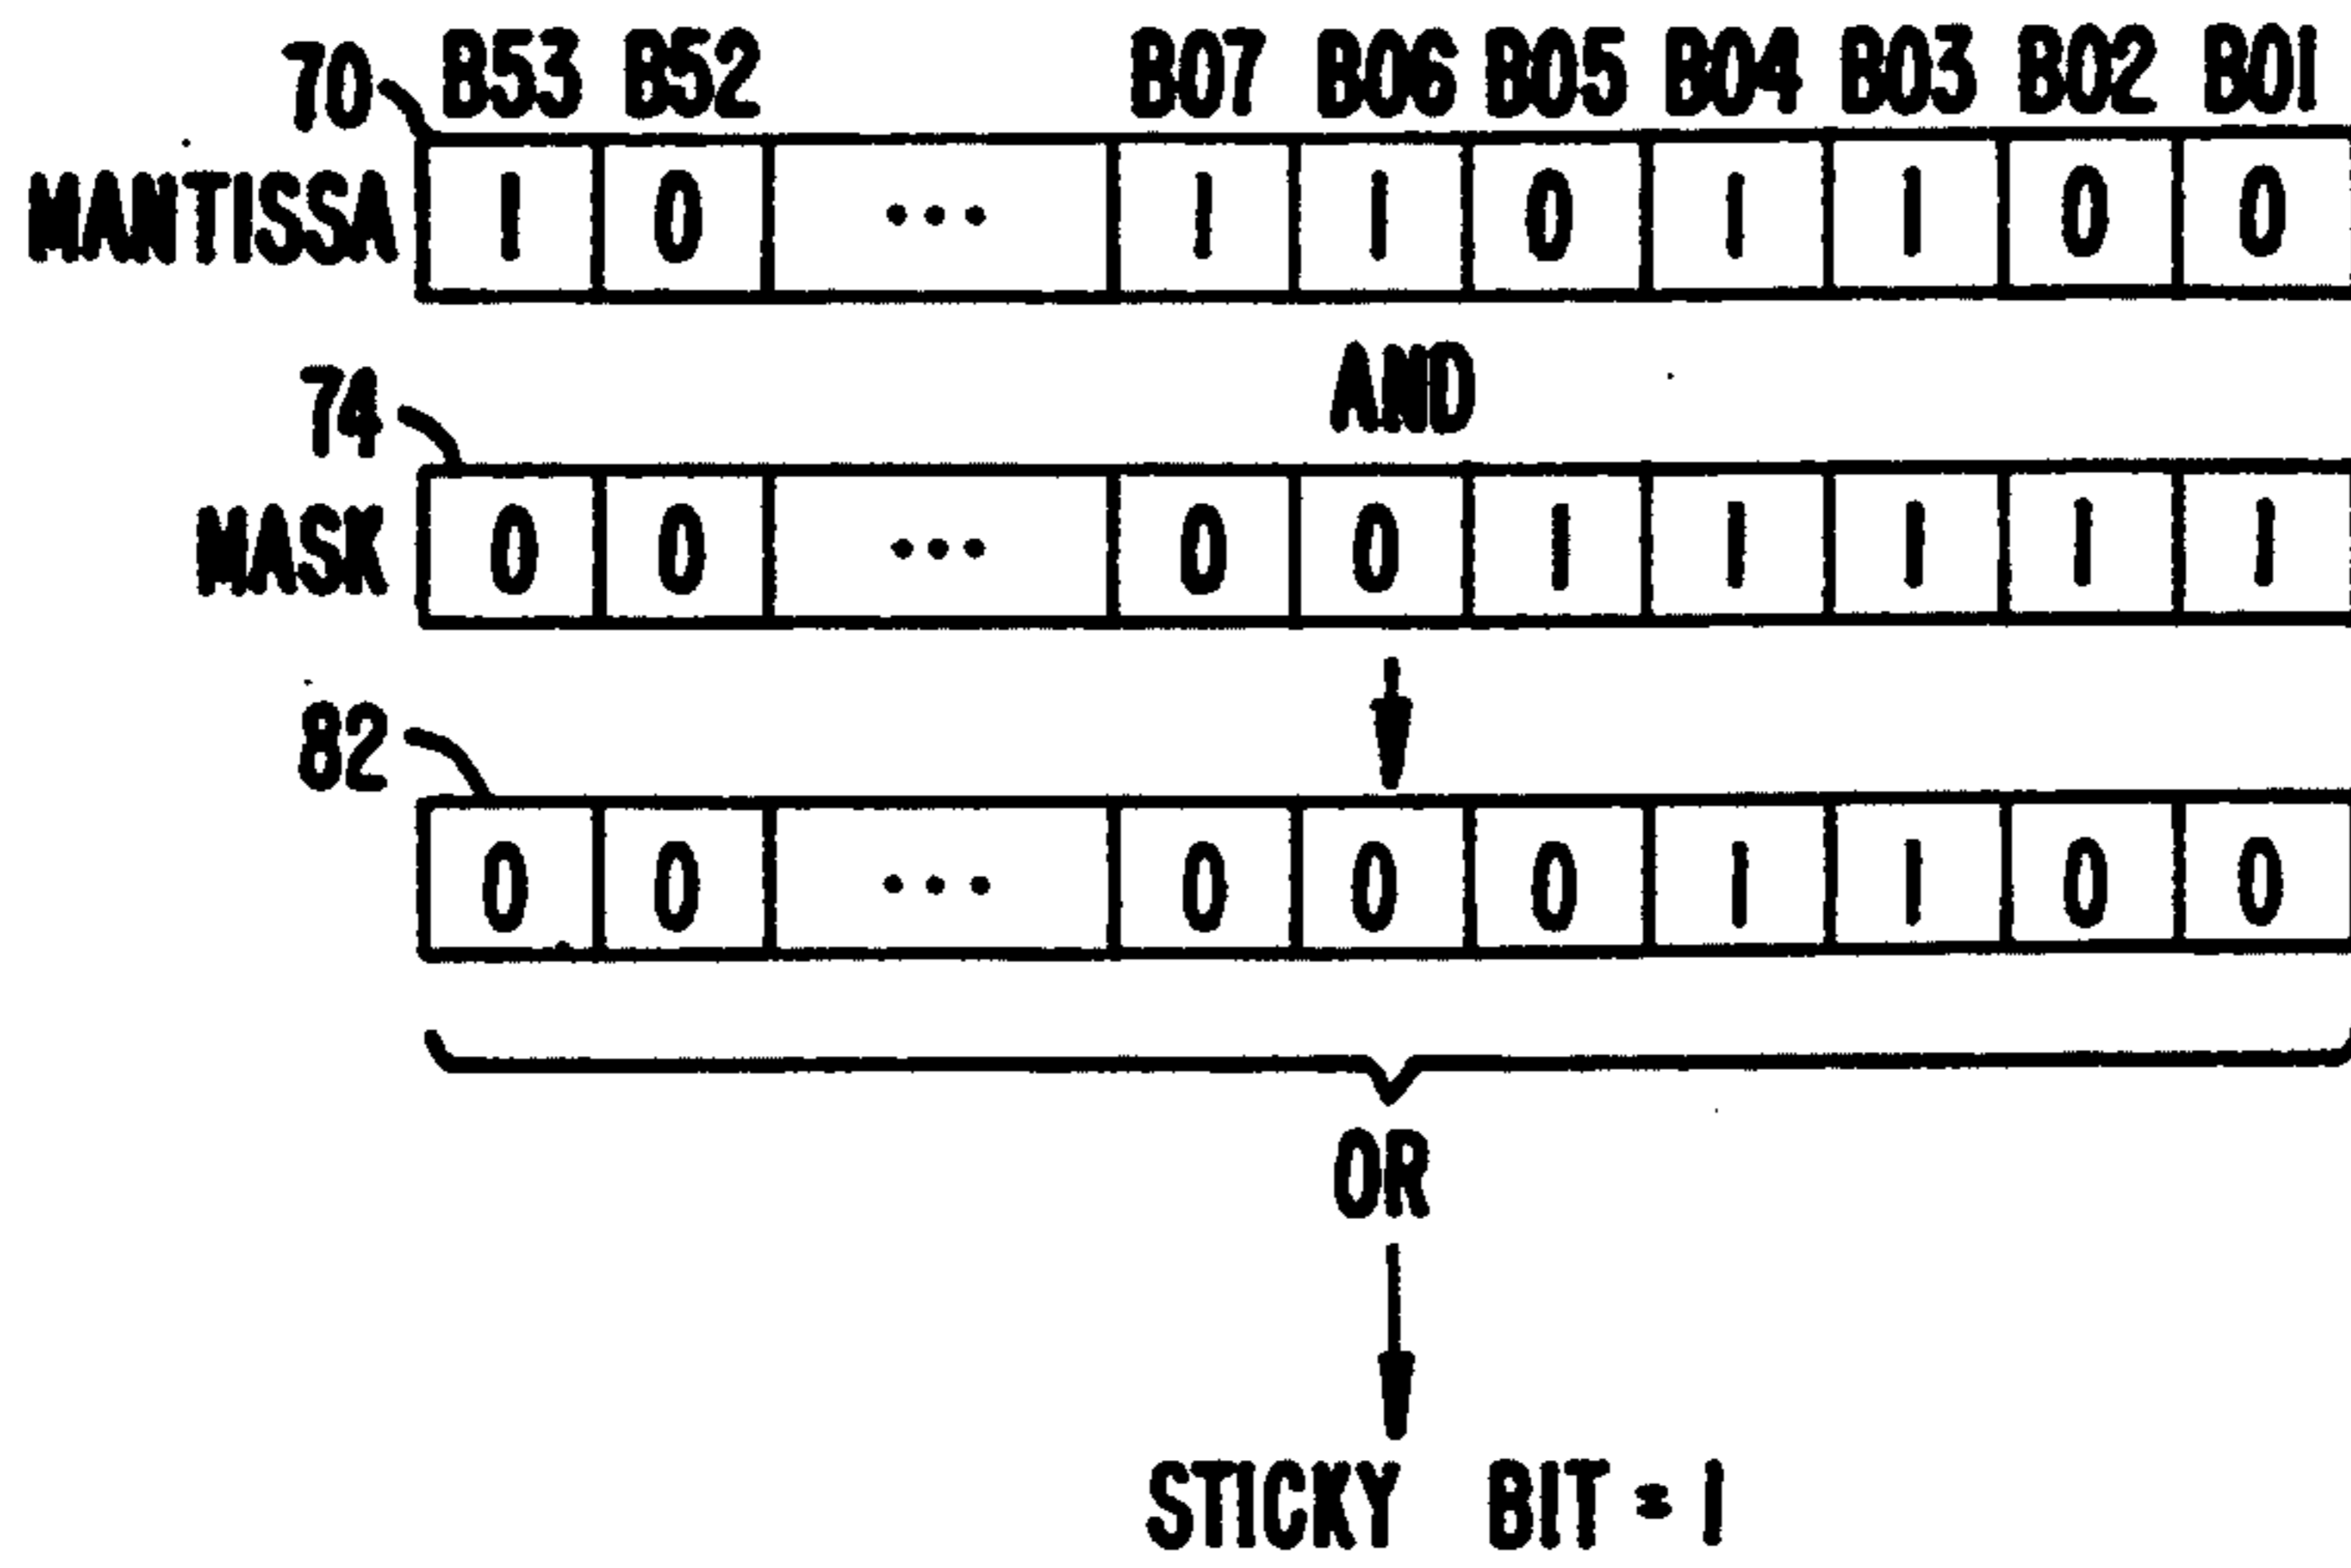 70 B53 B52 B07 B06 B05 B04 B03 B02 B01
MANTISSA 1 0 ... 1 1 0 1 1 0 0
AND
74
MASK 0 0 ... 0 0 1 1 1 1 1
82
0 0 ... 0 0 0 1 1 0 0
OR
STICKY BIT = 1